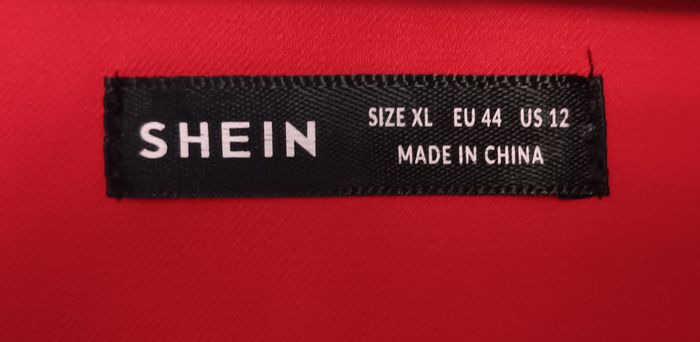 SHEIN
SIZE XL EU 44 US 12
MADE IN CHINA